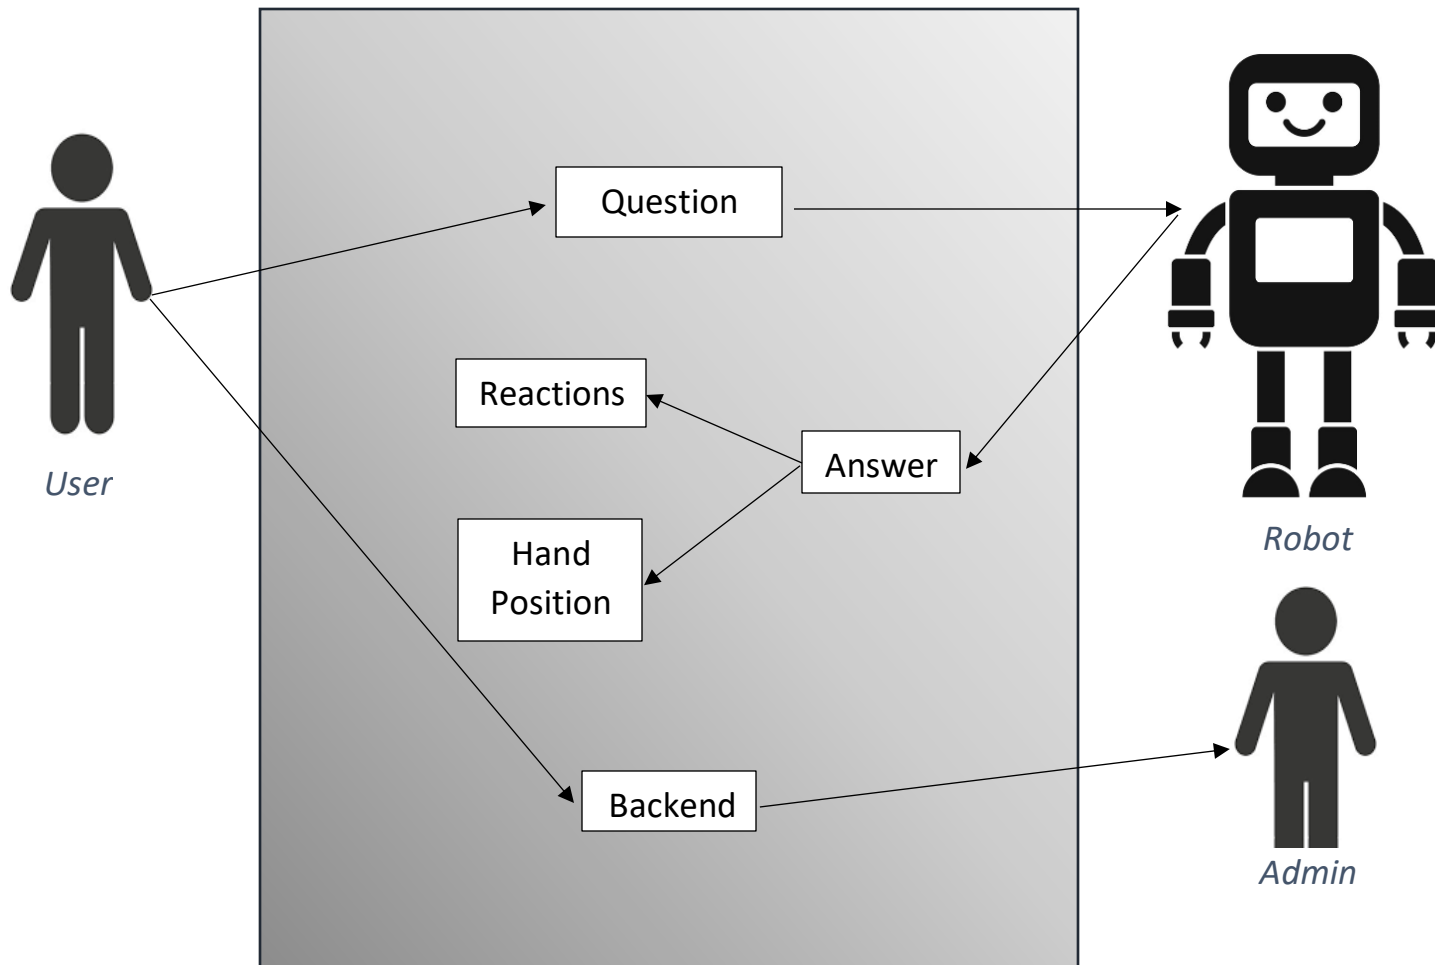 Question
Reactions
Answer
User
Hand
Position
Robot
Backend
Admin